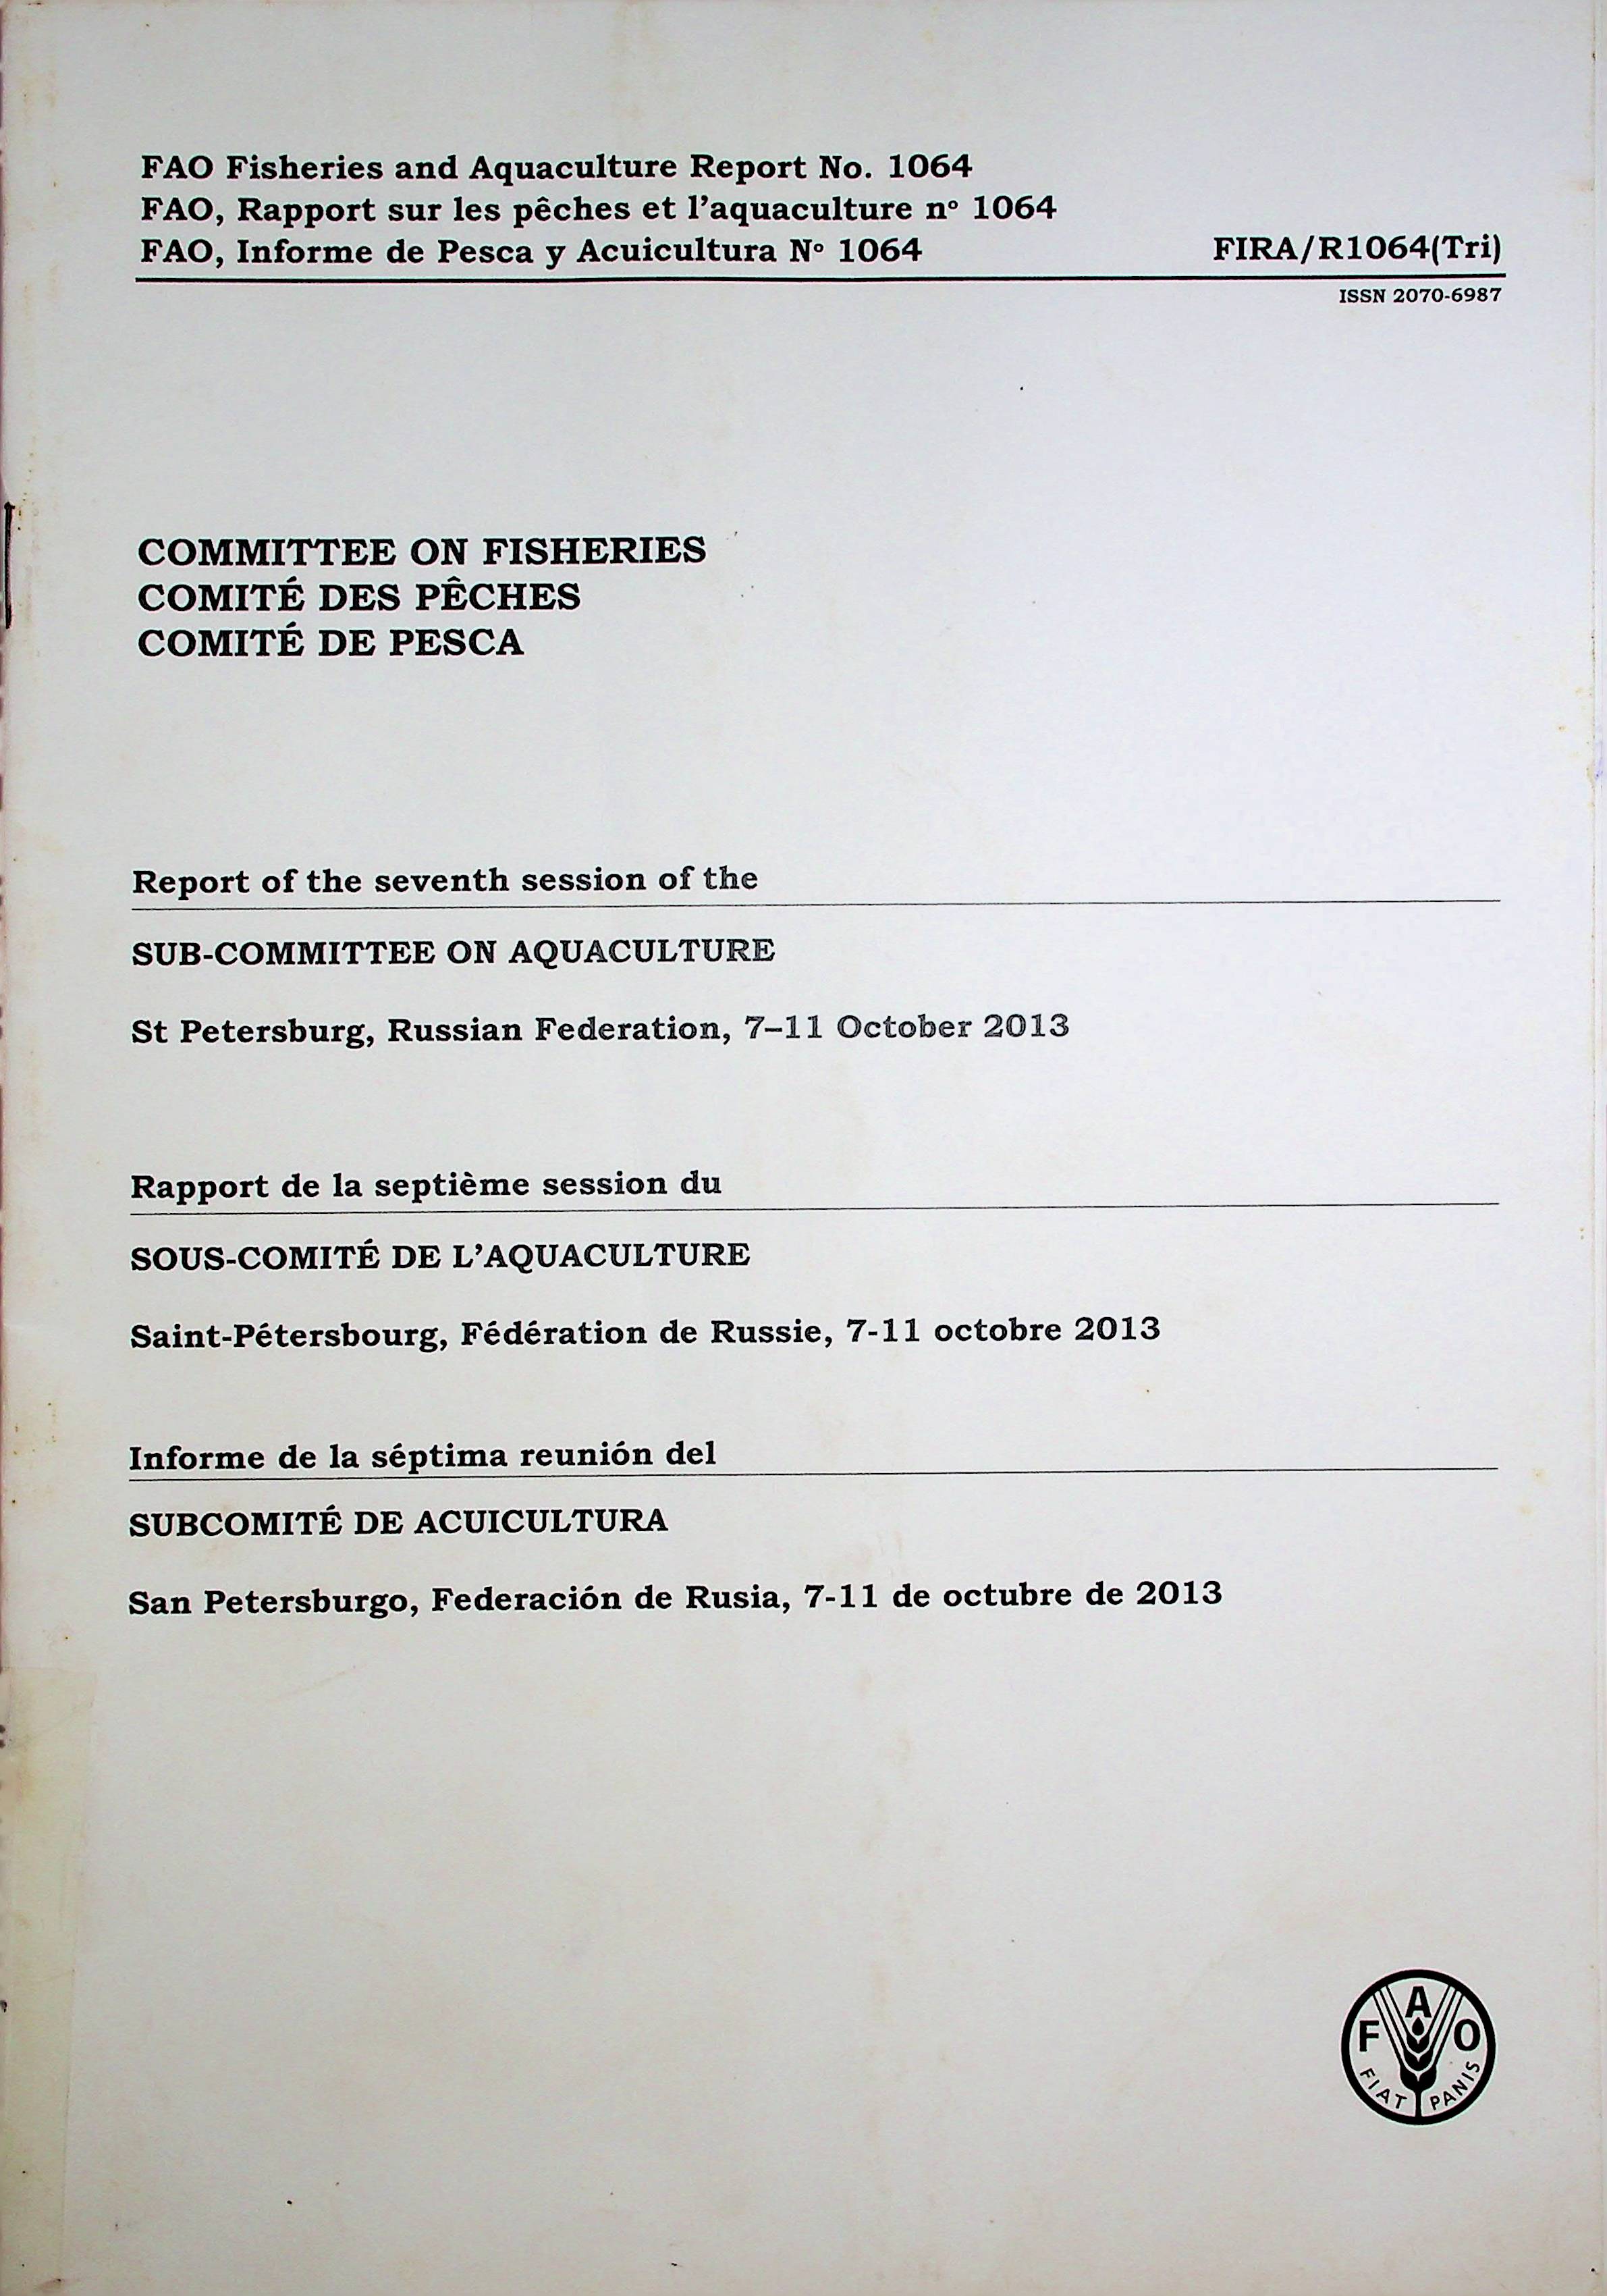 FAO Fisheries and Aquaculture Report No. 1064
FAO, Rapport sur les pêches et l'aquaculture nº 1064
FAO, Informe de Pesca y Acuicultura Nº 1064
FIRA/R1064(Tri)
ISSN 2070-6987
COMMITTEE ON FISHERIES
COMITÉ DES PÊCHES
COMITÉ DE PESCA
Report of the seventh session of the
SUB-COMMITTEE ON AQUACULTURE
St Petersburg, Russian Federation, 7–11 October 2013
Rapport de la septième session du
SOUS-COMITÉ DE L'AQUACULTURE
Saint-Pétersbourg, Fédération de Russie, 7-11 octobre 2013
Informe de la séptima reunión del
SUBCOMITÉ DE ACUICULTURA
San Petersburgo, Federación de Rusia, 7-11 de octubre de 2013
FAO
FIAT PANIS